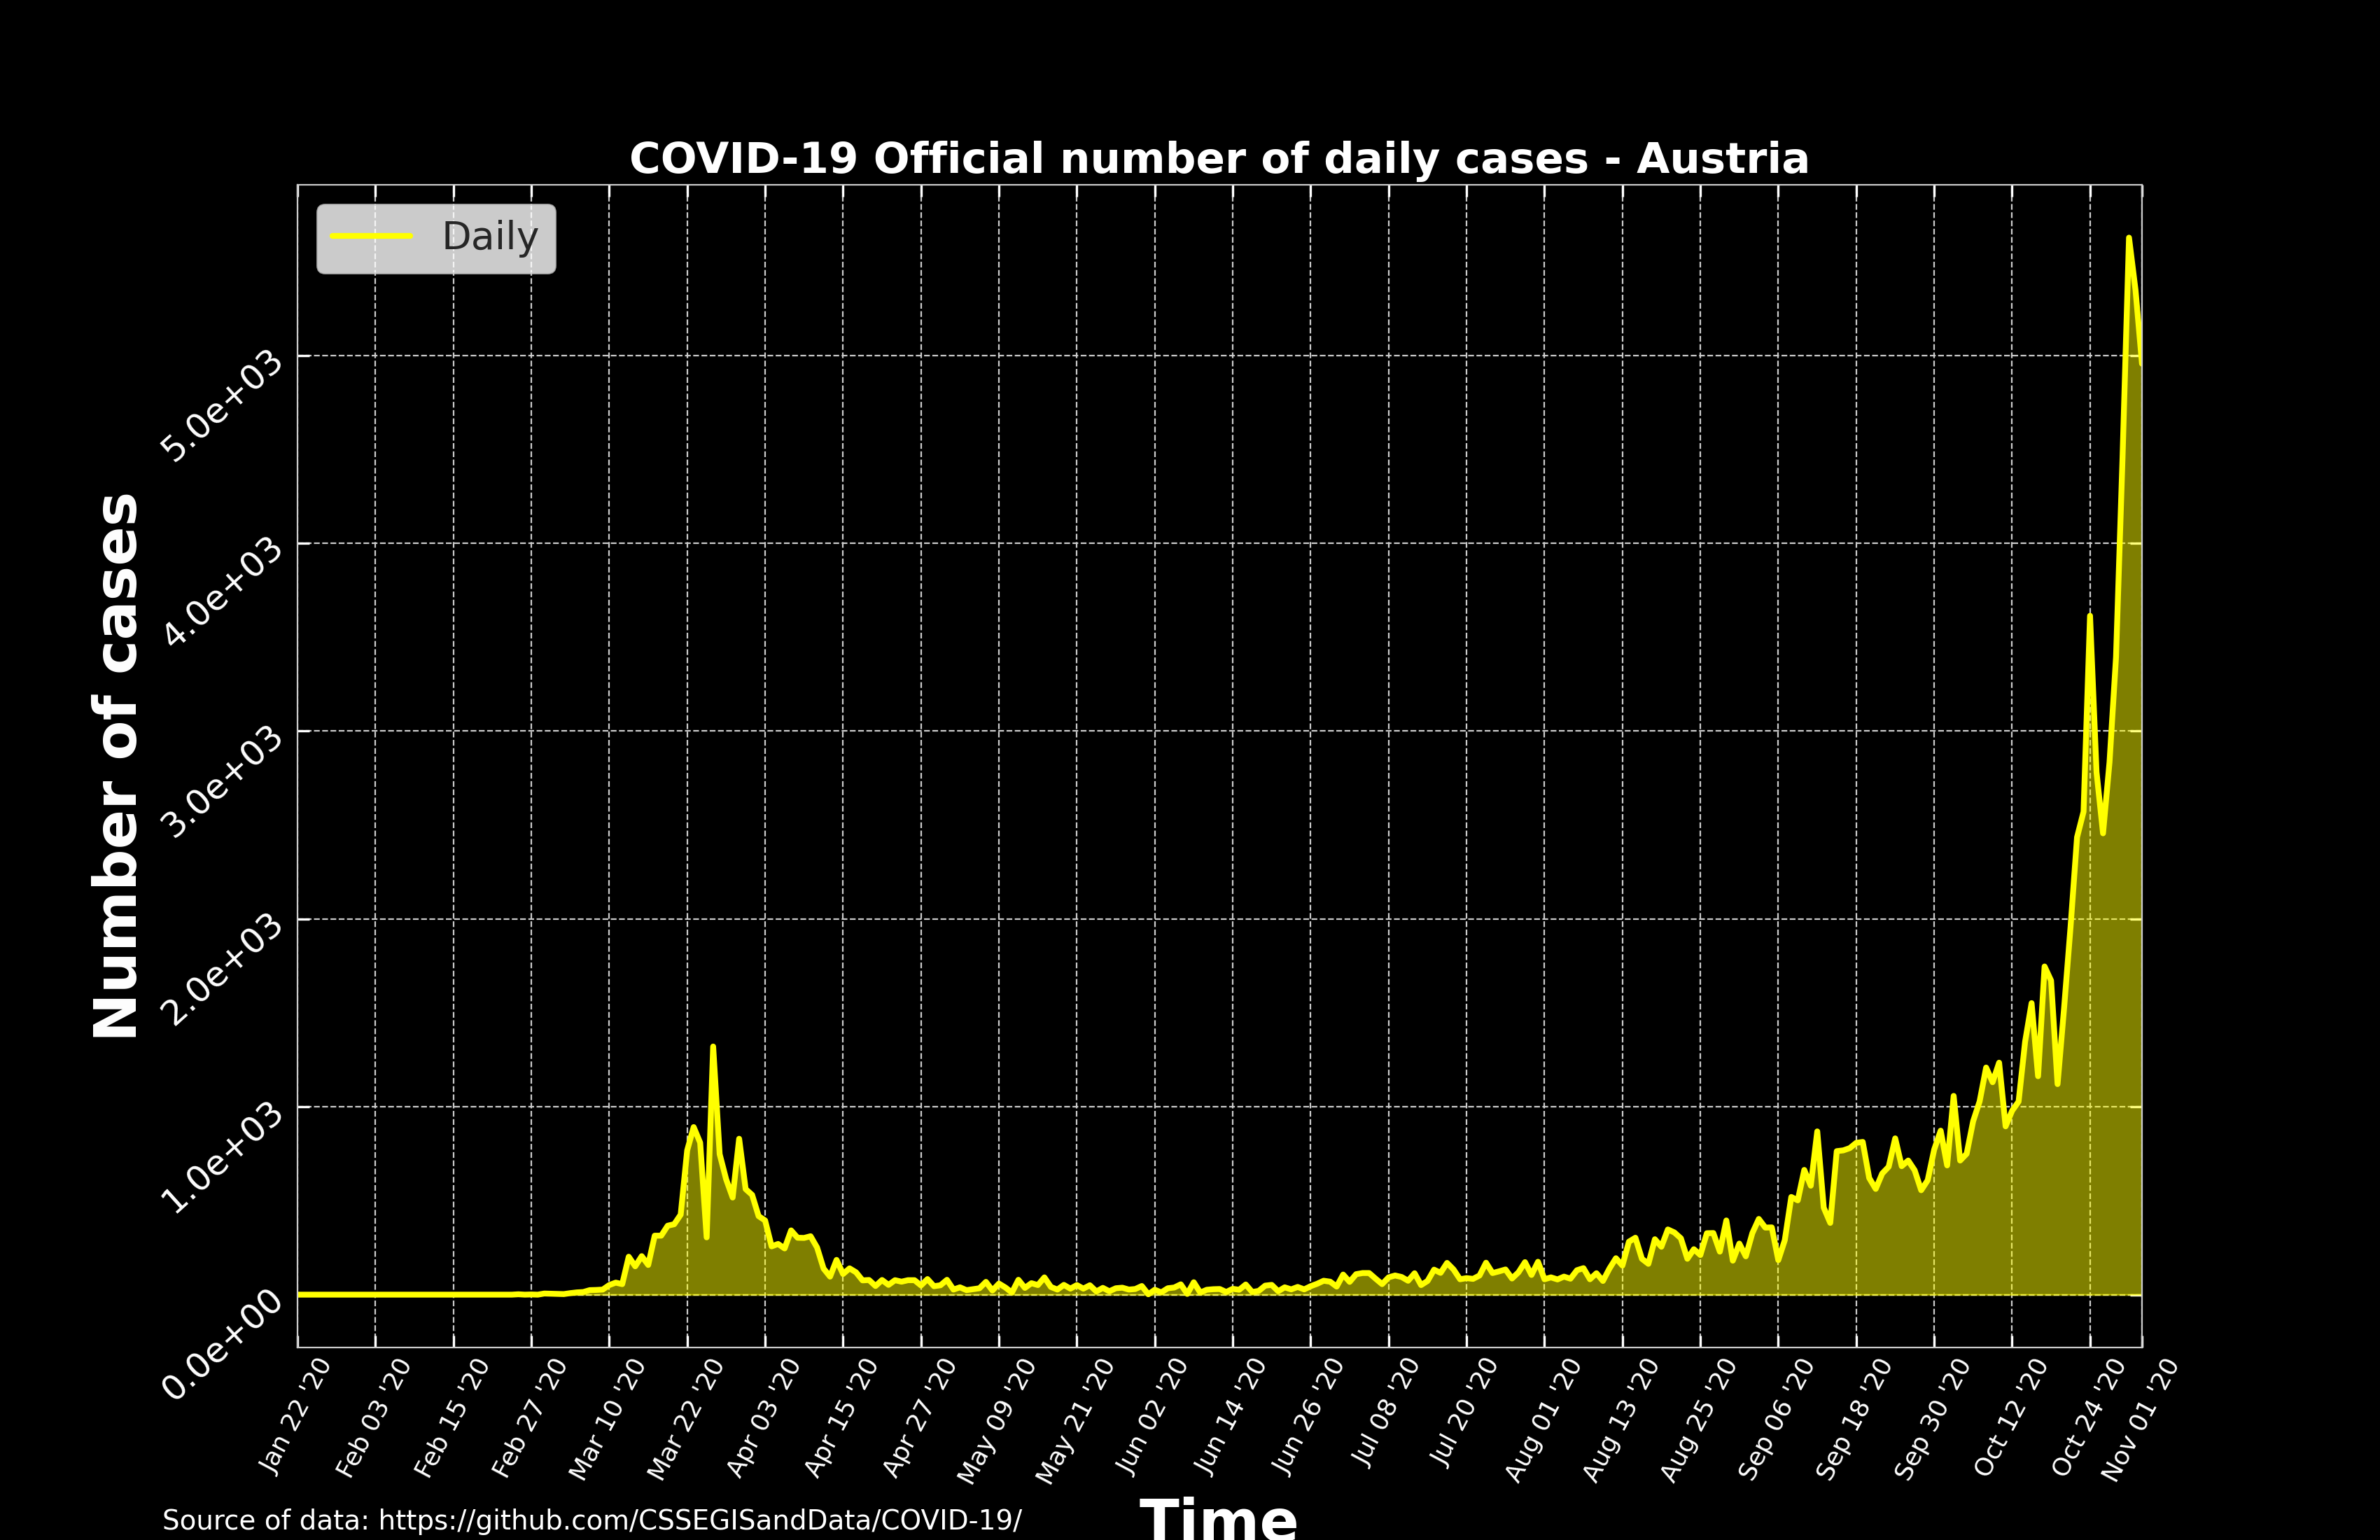 COVID-19 Official number of daily cases - Austria
Daily
Number of cases
5.0e+03
4.0e+03
3.0e+03
2.0e+03
1.0e+03
0.0e+00
Jan 22 '20
Feb 03 '20
Feb 15 '20
Feb 27 '20
Mar 10 '20
Mar 22 '20
Apr 03 '20
Apr 15 '20
Apr 27 '20
May 09 '20
May 21 '20
Jun 02 '20
Jun 14 '20
Jun 26 '20
Jul 08 '20
Jul 20 '20
Aug 01 '20
Aug 13 '20
Aug 25 '20
Sep 06 '20
Sep 18 '20
Sep 30 '20
Oct 12 '20
Oct 24 '20
Nov 01 '20
Time
Source of data: https://github.com/CSSEGISandData/COVID-19/